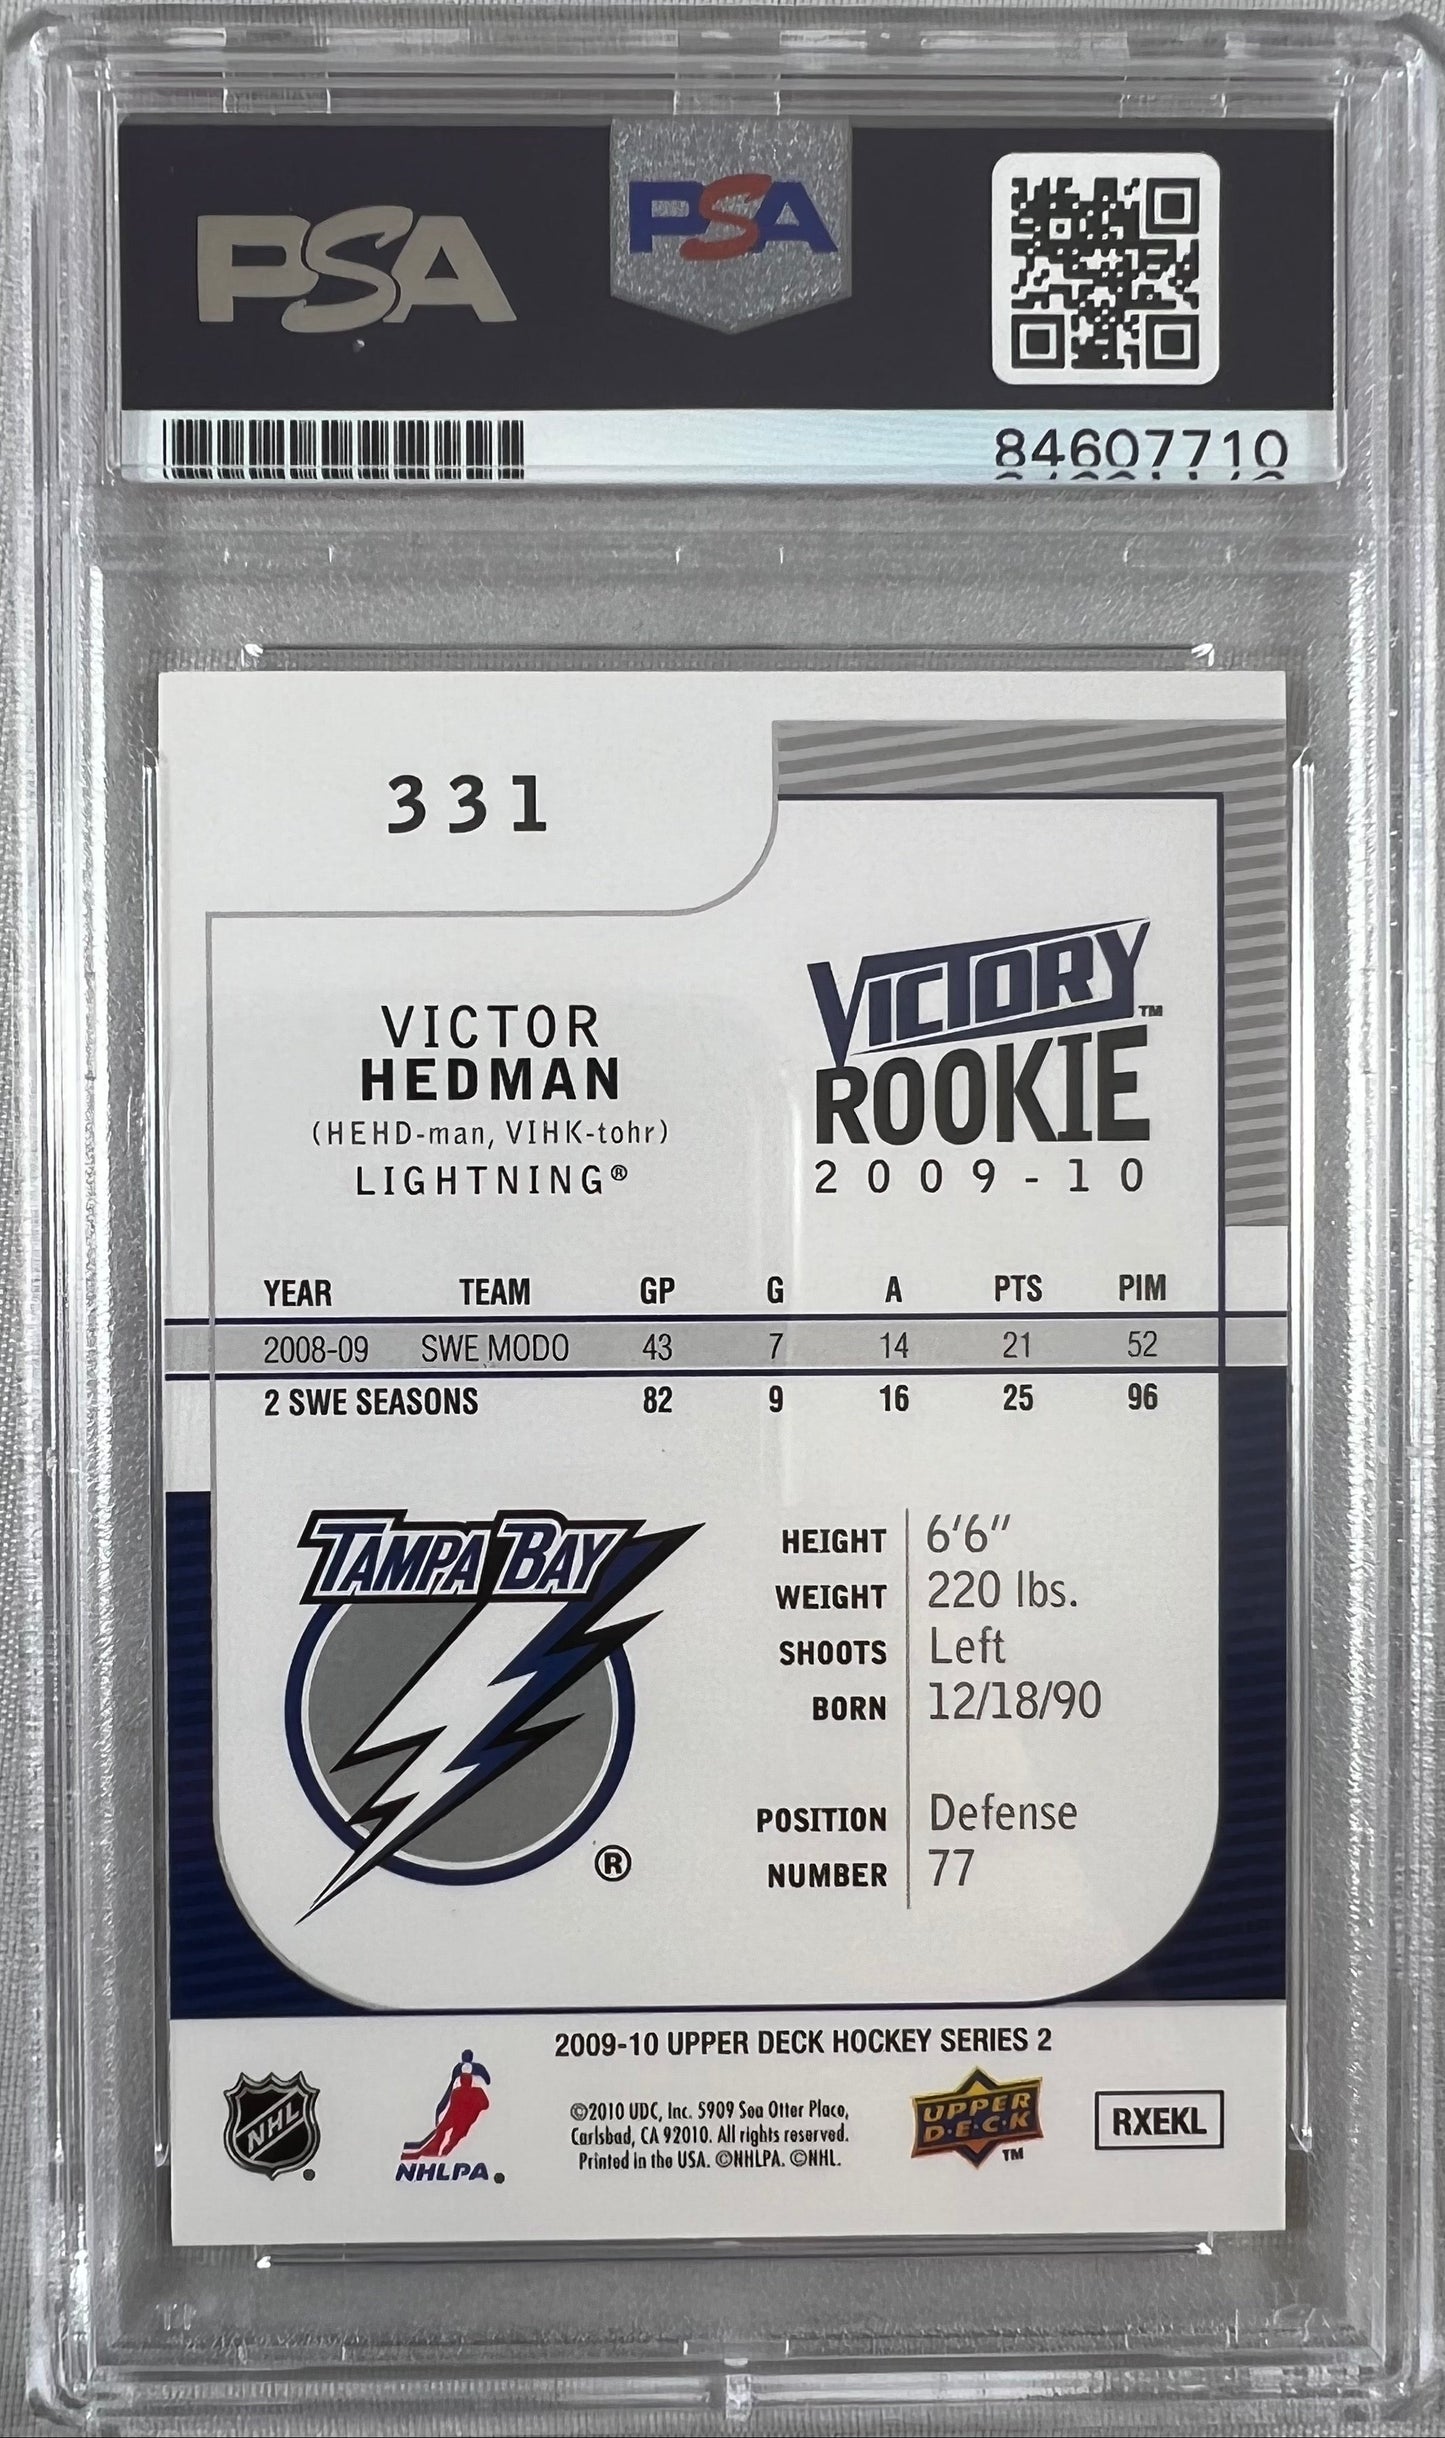 PSA
PSA
84607710
331
VICTOR
HEDMAN
(HEHD-man, VIHK-tohr)
LIGHTNING®
VICTORY™
ROOKIE
2009-10
YEAR TEAM GP G A PTS PIM
2008-09 SWE MODO 43 7 14 21 52
2 SWE SEASONS 82 9 16 25 96
TAMPA BAY
®
HEIGHT 6'6"
WEIGHT 220 lbs.
SHOOTS Left
BORN 12/18/90
POSITION Defense
NUMBER 77
2009-10 UPPER DECK HOCKEY SERIES 2
NHL
NHLPA
©2010 UDC, Inc. 5909 Sea Otter Place,
Carlsbad, CA 92010. All rights reserved.
Printed in the USA. ©NHLPA. ©NHL.
UPPER
D·E·C·K
™
RXEKL